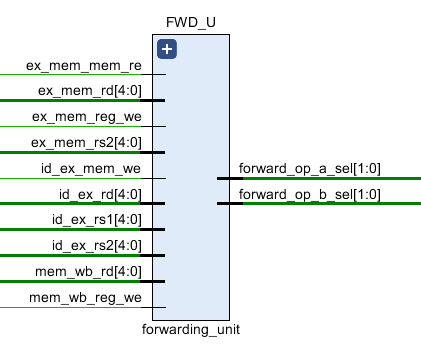 FWD_U
ex_mem_mem_re
ex_mem_rd[4:0]
ex_mem_reg_we
ex_mem_rs2[4:0]
id_ex_mem_we
id_ex_rd[4:0]
id_ex_rs1[4:0]
id_ex_rs2[4:0]
mem_wb_rd[4:0]
mem_wb_reg_we
forward_op_a_sel[1:0]
forward_op_b_sel[1:0]
forwarding_unit